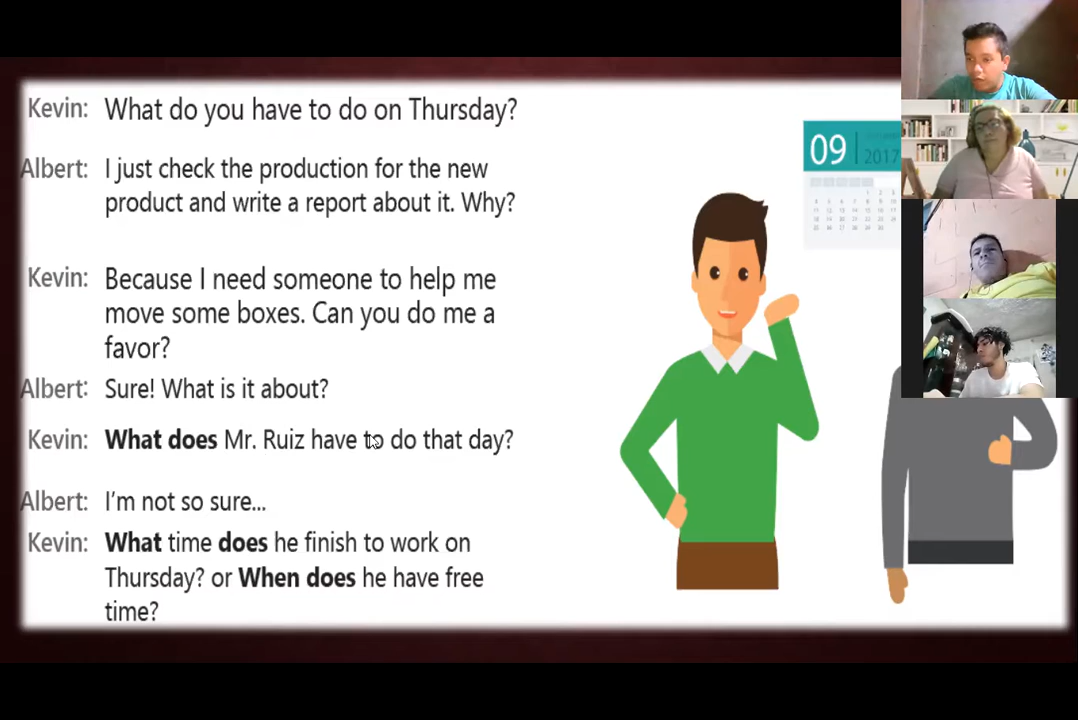 Kevin: What do you have to do on Thursday?
Albert: I just check the production for the new
product and write a report about it. Why?
Kevin: Because I need someone to help me
move some boxes. Can you do me a
favor?
Albert: Sure! What is it about?
Kevin: What does Mr. Ruiz have to do that day?
Albert: I'm not so sure...
Kevin: What time does he finish to work on
Thursday? or When does he have free
time?
09
2017